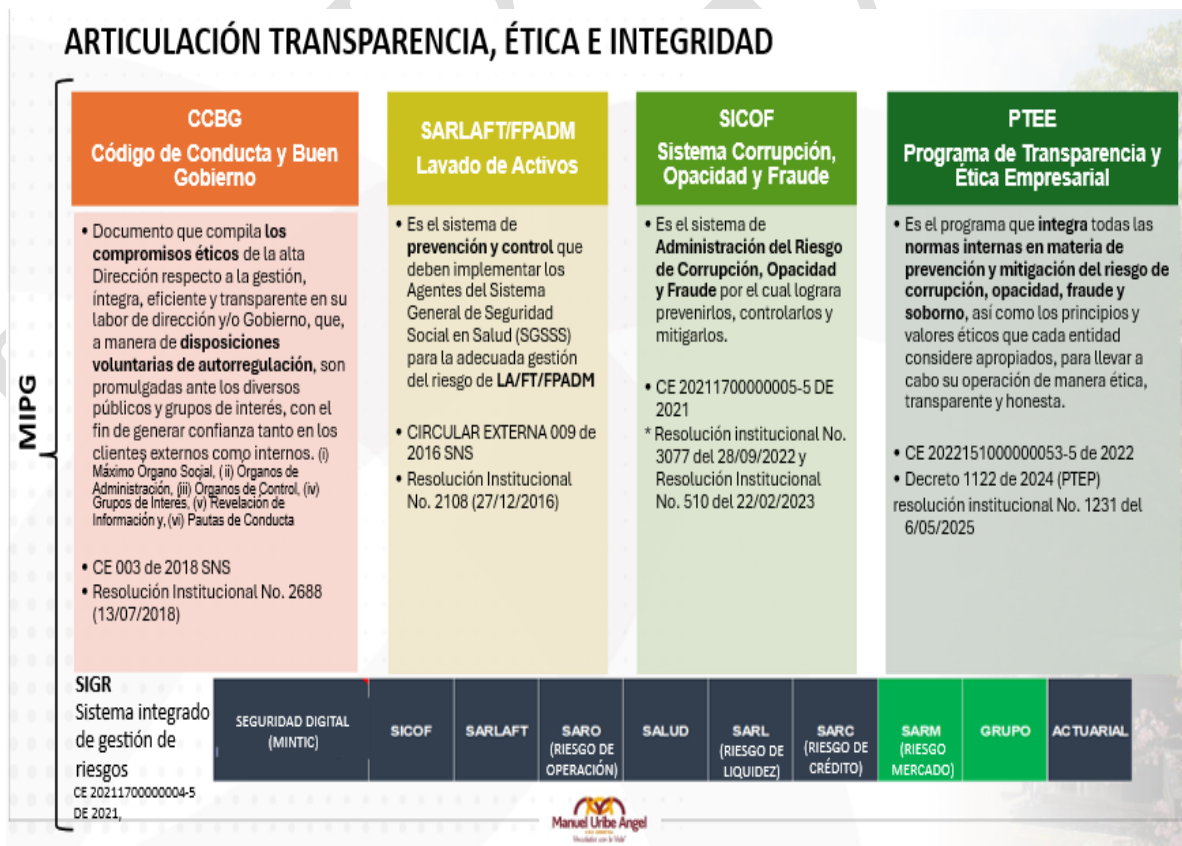 ARTICULACIÓN TRANSPARENCIA, ÉTICA E INTEGRIDAD
MIPG
CCBG
Código de Conducta y Buen
Gobierno
• Documento que compila los
compromisos éticos de la alta
Dirección respecto a la gestión,
íntegra, eficiente y transparente en su
labor de dirección y/o Gobierno, que,
a manera de disposiciones
voluntarias de autorregulación, son
promulgadas ante los diversos
públicos y grupos de interés, con el
fin de generar confianza tanto en los
clientes externos como internos. (i)
Máximo Órgano Social, (ii) Órganos de
Administración, (iii) Órganos de Control, (iv)
Grupos de Interés, (v) Revelación de
Información y, (vi) Pautas de Conducta
• CE 003 de 2018 SNS
• Resolución Institucional No. 2688
(13/07/2018)
SARLAFT/FPADM
Lavado de Activos
• Es el sistema de
prevención y control que
deben implementar los
Agentes del Sistema
General de Seguridad
Social en Salud (SGSSS)
para la adecuada gestión
del riesgo de LA/FT/FPADM
• CIRCULAR EXTERNA 009 de
2016 SNS
• Resolución Institucional
No. 2108 (27/12/2016)
SICOF
Sistema Corrupción,
Opacidad y Fraude
• Es el sistema de
Administración del Riesgo
de Corrupción, Opacidad
y Fraude por el cual lograra
prevenirlos, controlarlos y
mitigarlos.
• CE 20211700000005-5 DE
2021
* Resolución institucional No.
3077 del 28/09/2022 y
Resolución Institucional
No. 510 del 22/02/2023
PTEE
Programa de Transparencia y
Ética Empresarial
• Es el programa que integra todas las
normas internas en materia de
prevención y mitigación del riesgo de
corrupción, opacidad, fraude y
soborno, así como los principios y
valores éticos que cada entidad
considere apropiados, para llevar a
cabo su operación de manera ética,
transparente y honesta.
• CE 2022151000000053-5 de 2022
• Decreto 1122 de 2024 (PTEP)
resolución institucional No. 1231 del
6/05/2025
SIGR
Sistema integrado
de gestión de
riesgos
CE 20211700000004-5
DE 2021,
SEGURIDAD DIGITAL
(MINTIC)
SICOF
SARLAFT
SARO
(RIESGO DE
OPERACIÓN)
SALUD
SARL
(RIESGO DE
LIQUIDEZ)
SARC
(RIESGO DE
CRÉDITO)
SARM
(RIESGO
MERCADO)
GRUPO
ACTUARIAL
Manuel Uribe Angel